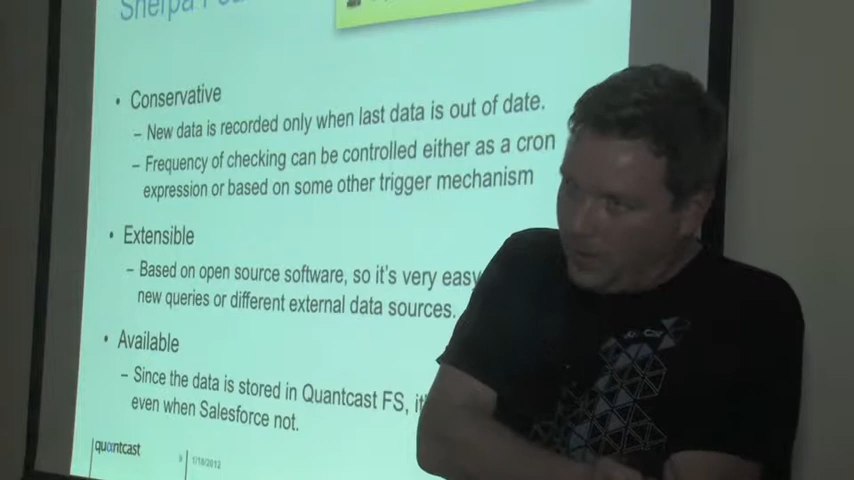 Sherpa
• Conservative
– New data is recorded only when last data is out of date.
– Frequency of checking can be controlled either as a cron
expression or based on some other trigger mechanism
• Extensible
– Based on open source software, so it's very easy
new queries or different external data sources.
• Available
– Since the data is stored in Quantcast FS,
even when Salesforce not.
quantcast
9 1/18/2012